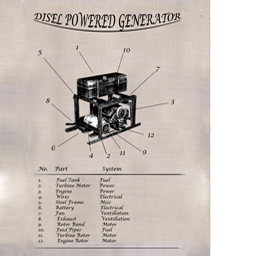 DISEL POWERED GENERATOR
1
10
5
7
8
3
12
6
4
2
11
9
No. Part System
1. Fuel Tank Fuel
2. Turbine Motor Power
3. Engine Power
4. Wires Electrical
5. Steel Frame Misc
6. Battery Electrical
7. Fan Ventillation
8. Exhaust Ventillation
9. Rotor Band Motor
10. Feed Pipes Fuel
11. Turbine Rotor Motor
12. Engine Rotor Motor